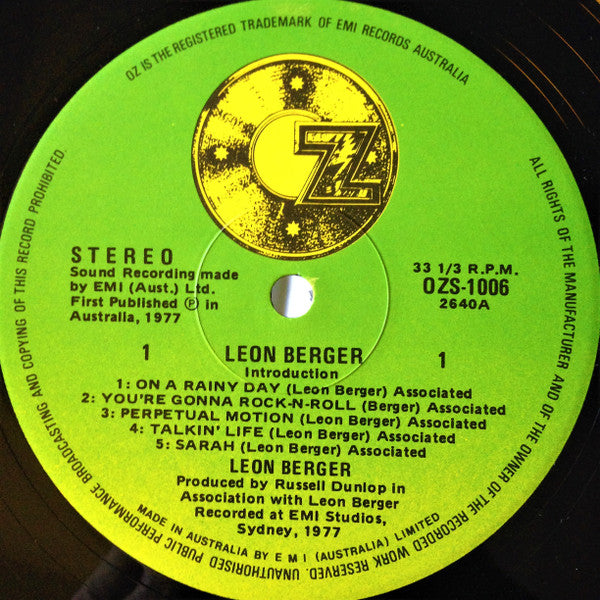 OZ IS THE REGISTERED TRADEMARK OF EMI RECORDS AUSTRALIA
OZ
STEREO
Sound Recording made
by EMI (Aust.) Ltd.
First Published Ⓟ in
Australia, 1977
33 1/3 R.P.M.
OZS-1006
2640A
1
LEON BERGER
1
Introduction
1: ON A RAINY DAY (Leon Berger) Associated
2: YOU'RE GONNA ROCK-N-ROLL (Berger) Associated
3: PERPETUAL MOTION (Leon Berger) Associated
4: TALKIN' LIFE (Leon Berger) Associated
5: SARAH (Leon Berger) Associated
LEON BERGER
Produced by Russell Dunlop in
Association with Leon Berger
Recorded at EMI Studios,
Sydney, 1977
MADE IN AUSTRALIA BY E M I (AUSTRALIA) LIMITED
ALL RIGHTS OF THE MANUFACTURER AND OF THE OWNER OF THE RECORDED WORK RESERVED. UNAUTHORISED PUBLIC PERFORMANCE BROADCASTING AND COPYING OF THIS RECORD PROHIBITED.